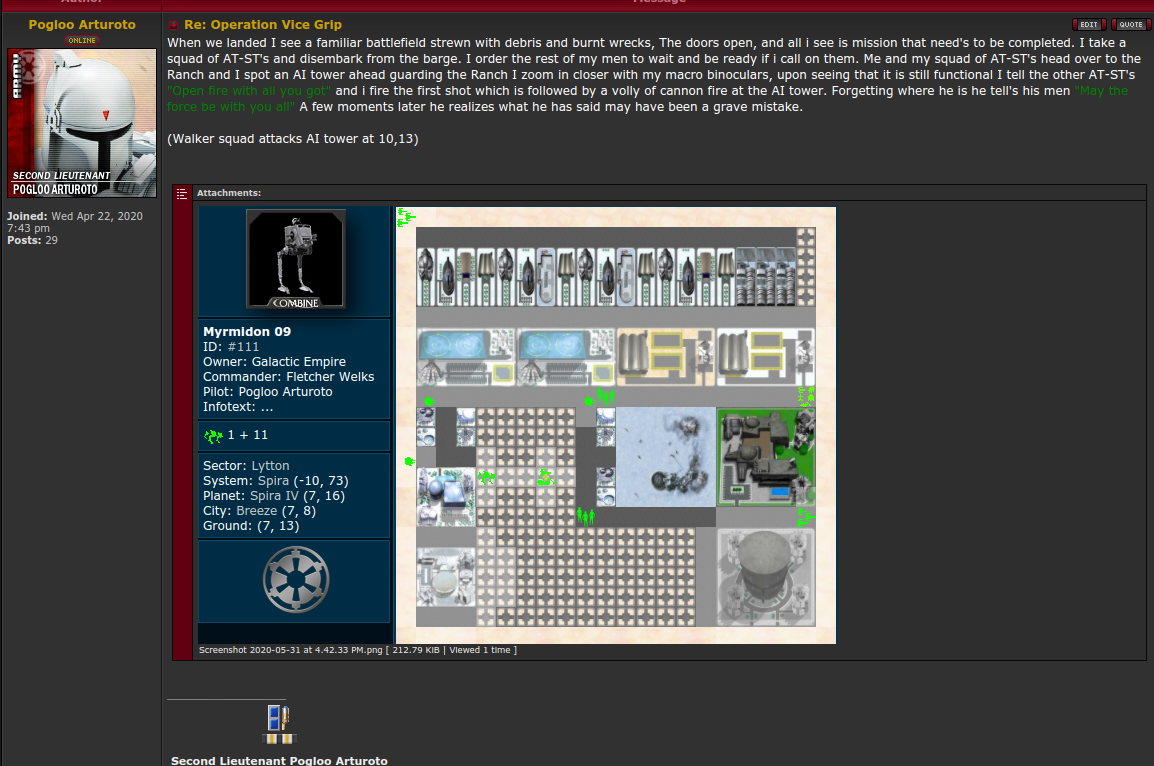 Author
Message
Pogloo Arturoto
ONLINE
ARMY
SECOND LIEUTENANT
POGLOO ARTUROTO
Joined: Wed Apr 22, 2020
7:43 pm
Posts: 29
Re: Operation Vice Grip
EDIT
QUOTE
When we landed I see a familiar battlefield strewn with debris and burnt wrecks, The doors open, and all i see is mission that need's to be completed. I take a
squad of AT-ST's and disembark from the barge. I order the rest of my men to wait and be ready if i call on them. Me and my squad of AT-ST's head over to the
Ranch and I spot an AI tower ahead guarding the Ranch I zoom in closer with my macro binoculars, upon seeing that it is still functional I tell the other AT-ST's
"Open fire with all you got" and i fire the first shot which is followed by a volly of cannon fire at the AI tower. Forgetting where he is he tell's his men "May the
force be with you all" A few moments later he realizes what he has said may have been a grave mistake.
(Walker squad attacks AI tower at 10,13)
Attachments:
COMBINE
Myrmidon 09
ID: #111
Owner: Galactic Empire
Commander: Fletcher Welks
Pilot: Pogloo Arturoto
Infotext: ...
1 + 11
Sector: Lytton
System: Spira (-10, 73)
Planet: Spira IV (7, 16)
City: Breeze (7, 8)
Ground: (7, 13)
Screenshot 2020-05-31 at 4.42.33 PM.png [ 212.79 KiB | Viewed 1 time ]
Second Lieutenant Pogloo Arturoto